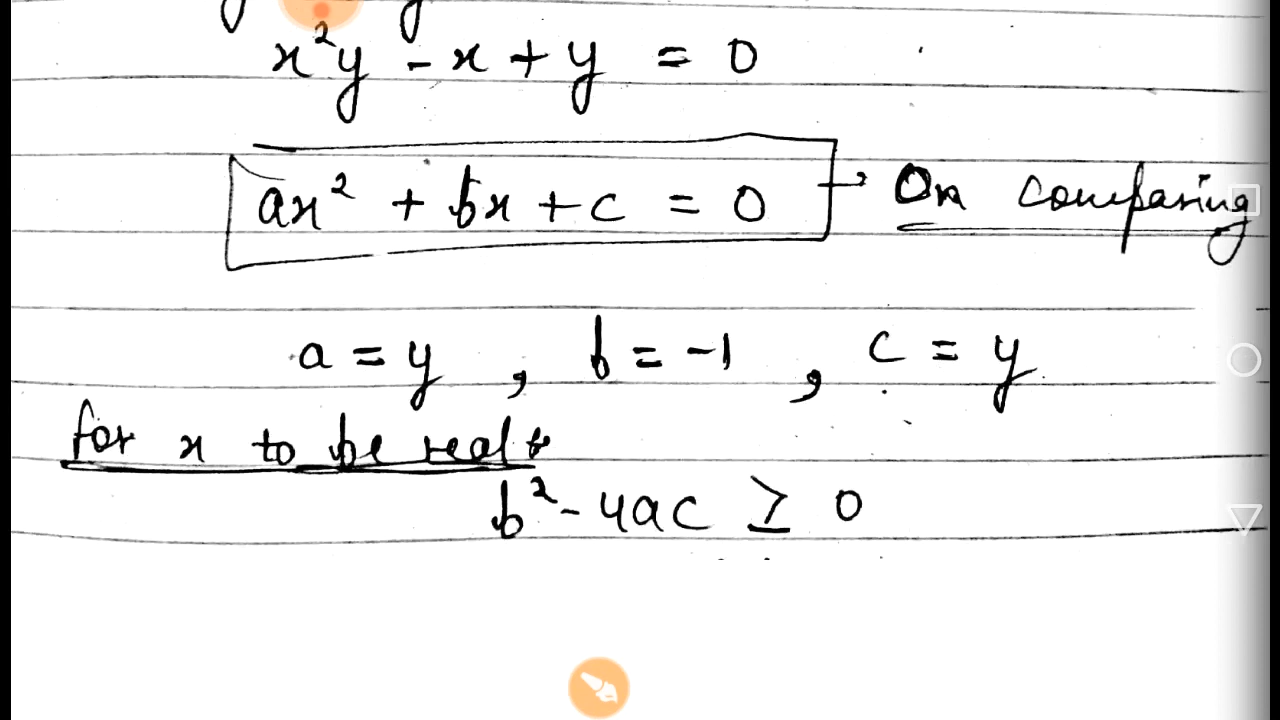 x²y - x + y = 0
ax² + bx + c = 0 → On comparing
a = y , b = -1 , c = y
for x to be real
b² - 4ac ≥ 0